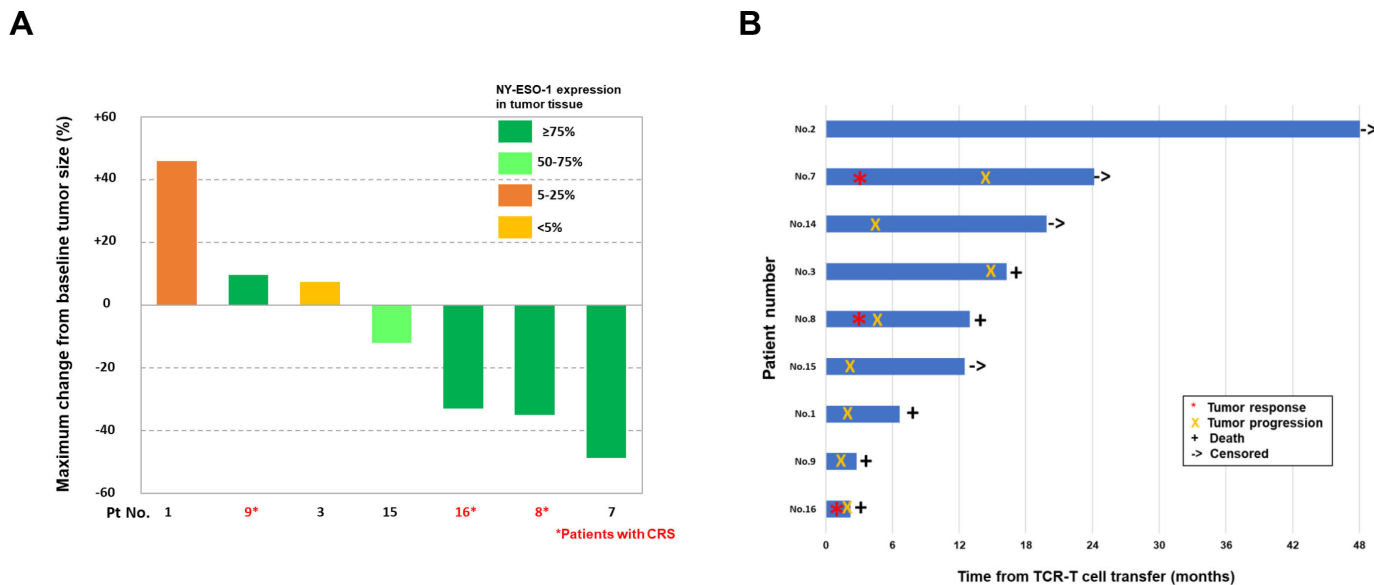 A
B
NY-ESO-1 expression
in tumor tissue
≥75%
50-75%
5-25%
<5%
Maximum change from baseline tumor size (%)
+60
+40
+20
0
-20
-40
-60
Pt No. 1 9* 3 15 16* 8* 7
*Patients with CRS
Patient number
No.2
No.7
No.14
No.3
No.8
No.15
No.1
No.9
No.16
* Tumor response
X Tumor progression
+ Death
-> Censored
0 6 12 18 24 30 36 42 48
Time from TCR-T cell transfer (months)